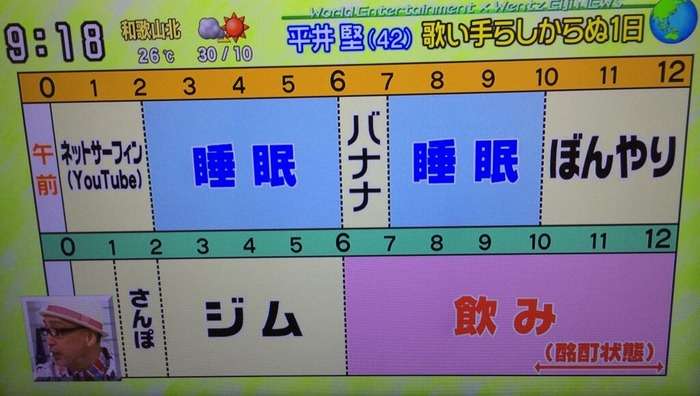 World Entertainment × Wentz Eiji News
9:18
和歌山北
26℃ 30/10
平井 堅(42) 歌い手らしからぬ1日
0 1 2 3 4 5 6 7 8 9 10 11 12
午前
ネットサーフィン
(YouTube)
睡眠
バナナ
睡眠
ぼんやり
0 1 2 3 4 5 6 7 8 9 10 11 12
さんぽ
ジム
飲み
(酩酊状態)